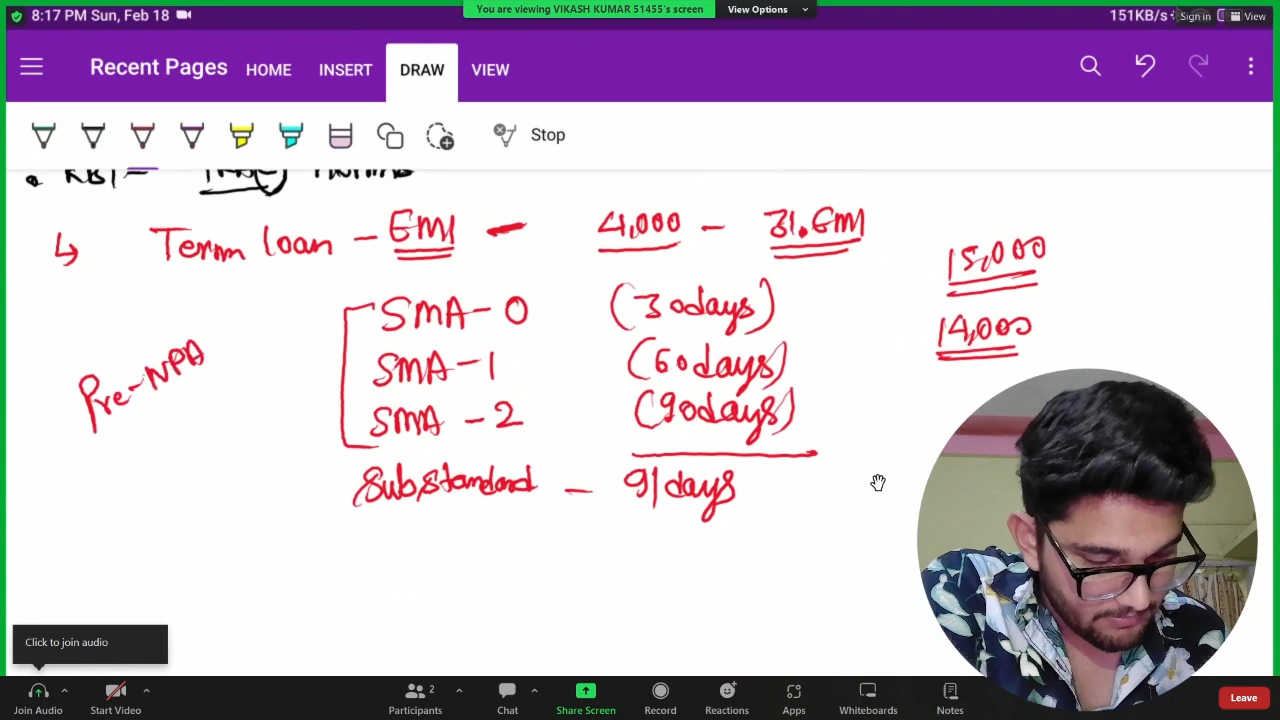 8:17 PM Sun, Feb 18
You are viewing VIKASH KUMAR 51455's screen
View Options
151KB/s
Sign in
View
Recent Pages
HOME
INSERT
DRAW
VIEW
Stop
Term loan - EMI - 4,000 - 31.EMI
15,000
14,000
Pre-NPA
SMA-0 (30days)
SMA-1 (60days)
SMA-2 (90days)
Substandard - 91days
Click to join audio
Join Audio
Start Video
Participants 2
Chat
Share Screen
Record
Reactions
Apps
Whiteboards
Notes
Leave